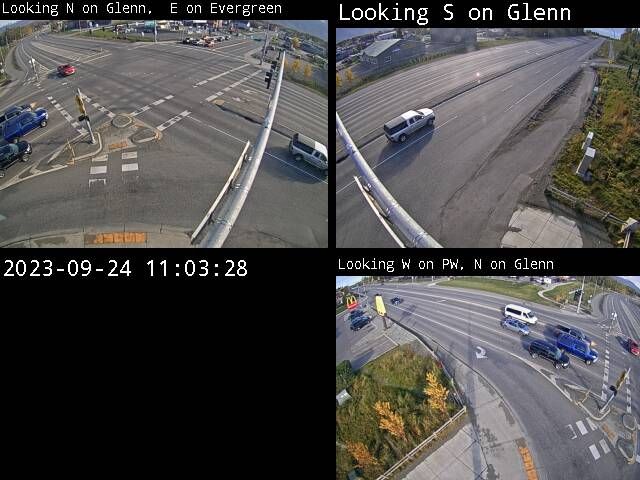 Looking N on Glenn, E on Evergreen
Looking S on Glenn
2023-09-24 11:03:28
Looking W on PW, N on Glenn